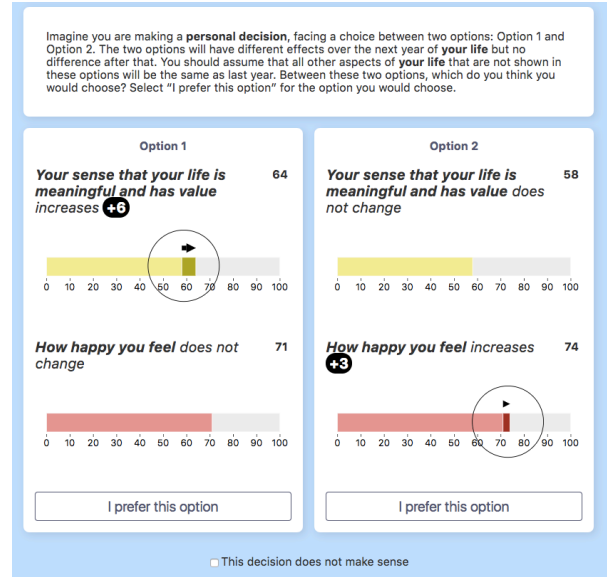 Imagine you are making a personal decision, facing a choice between two options: Option 1 and
Option 2. The two options will have different effects over the next year of your life but no
difference after that. You should assume that all other aspects of your life that are not shown in
these options will be the same as last year. Between these two options, which do you think you
would choose? Select “I prefer this option” for the option you would choose.
Option 1
Your sense that your life is 64
meaningful and has value
increases +6
0 10 20 30 40 50 60 70 80 90 100
How happy you feel does not 71
change
0 10 20 30 40 50 60 70 80 90 100
I prefer this option
Option 2
Your sense that your life is 58
meaningful and has value does
not change
0 10 20 30 40 50 60 70 80 90 100
How happy you feel increases 74
+3
0 10 20 30 40 50 60 70 80 90 100
I prefer this option
This decision does not make sense